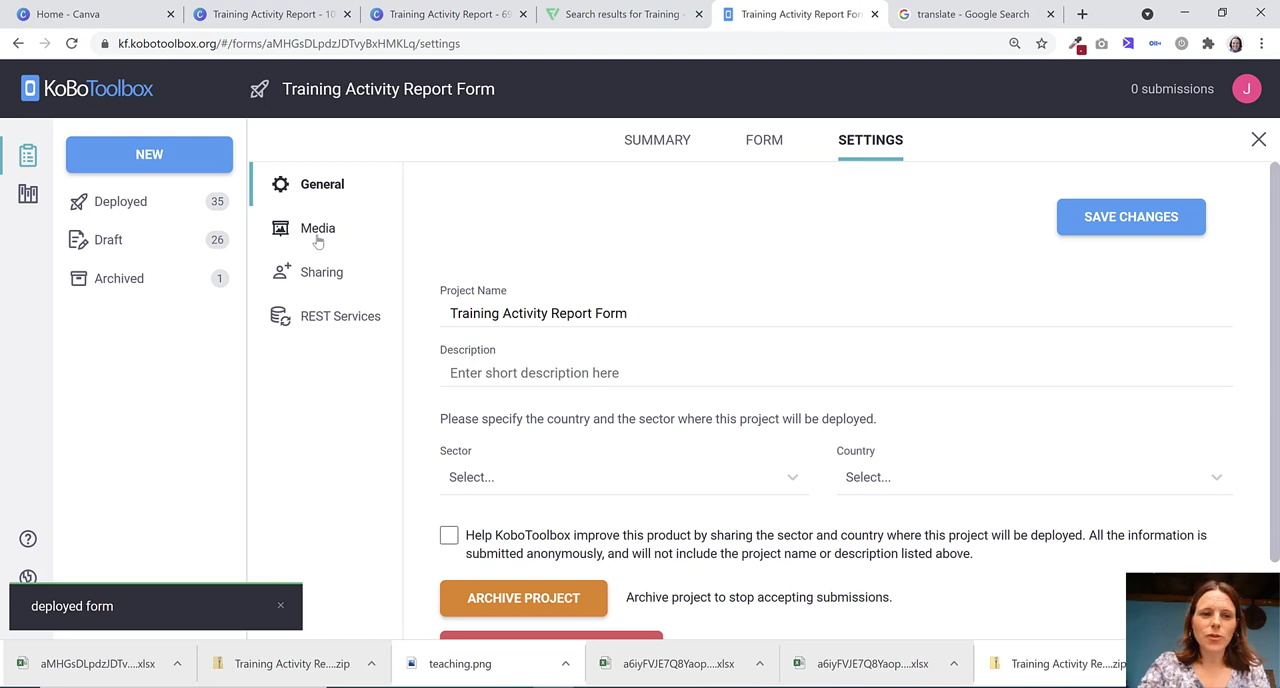 Home - Canva
Training Activity Report - 10
Training Activity Report - 69
Search results for Training -
Training Activity Report Form
translate - Google Search
kf.kobotoolbox.org/#/forms/aMHGsDLpdzJDTvyBxHMKLq/settings
KoBoToolbox
Training Activity Report Form
0 submissions
J
NEW
Deployed
35
Draft
26
Archived
1
SUMMARY
FORM
SETTINGS
General
Media
Sharing
REST Services
SAVE CHANGES
Project Name
Training Activity Report Form
Description
Enter short description here
Please specify the country and the sector where this project will be deployed.
Sector
Country
Select...
Select...
Help KoboToolbox improve this product by sharing the sector and country where this project will be deployed. All the information is
submitted anonymously, and will not include the project name or description listed above.
ARCHIVE PROJECT
Archive project to stop accepting submissions.
deployed form
aMHGsDLpdzJDTv....xlsx
Training Activity Re....zip
teaching.png
a6iyFVJE7Q8Yaop....xlsx
a6iyFVJE7Q8Yaop....xlsx
Training Activity Re....zip